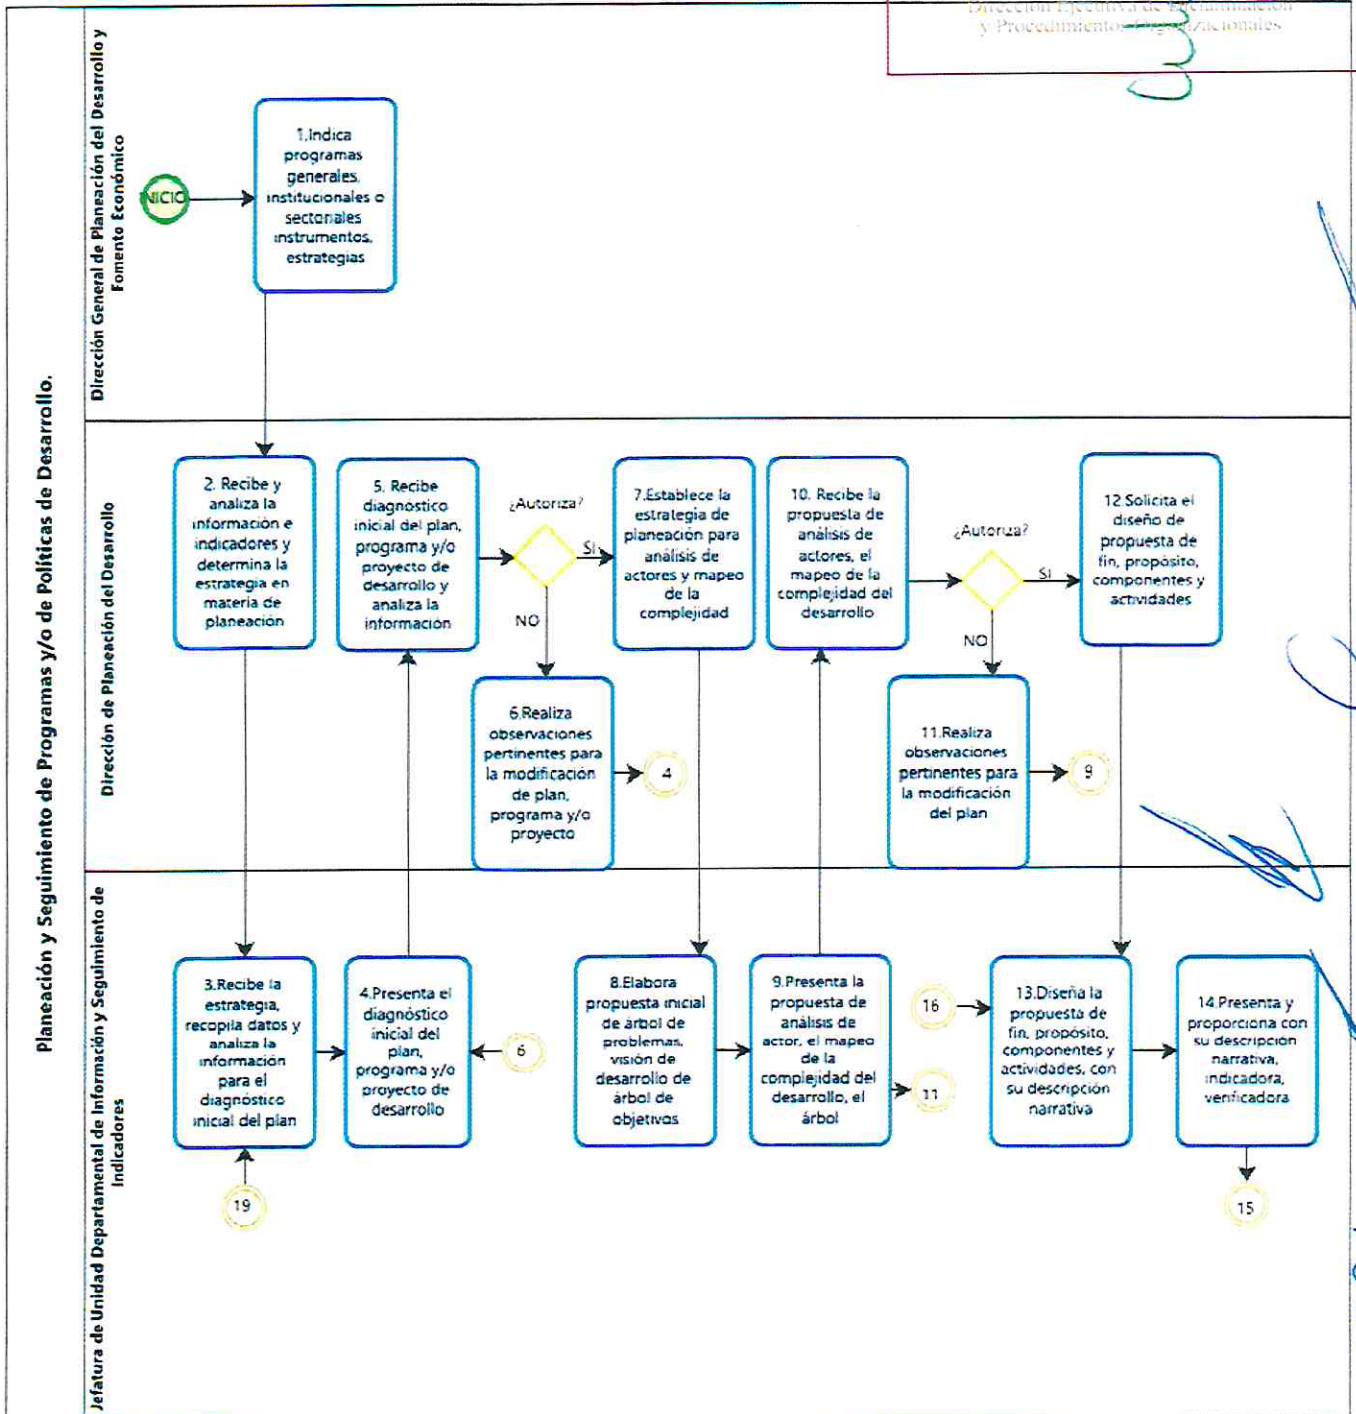 Dirección Ejecutiva de
y Procedimientos Organizacionales
Planeación y Seguimiento de Programas y/o de Políticas de Desarrollo.
Dirección General de Planeación del Desarrollo y
Fomento Económico
INICIO
1.Indica
programas
generales,
institucionales o
sectoriales
instrumentos,
estrategias
Dirección de Planeación del Desarrollo
2. Recibe y
analiza la
información e
indicadores y
determina la
estrategia en
materia de
planeación
5. Recibe
diagnóstico
inicial del plan,
programa y/o
proyecto de
desarrollo y
analiza la
información
¿Autoriza?
SI
NO
6.Realiza
observaciones
pertinentes para
la modificación
de plan,
programa y/o
proyecto
4
7.Establece la
estrategia de
planeación para
análisis de
actores y mapeo
de la
complejidad
10. Recibe la
propuesta de
análisis de
actores, el
mapeo de la
complejidad del
desarrollo
¿Autoriza?
SI
NO
11.Realiza
observaciones
pertinentes para
la modificación
del plan
9
12.Solicita el
diseño de
propuesta de
fin, propósito,
componentes y
actividades
Jefatura de Unidad Departamental de Información y Seguimiento de
Indicadores
3.Recibe la
estrategia,
recopila datos y
analiza la
información
para el
diagnóstico
inicial del plan
19
4.Presenta el
diagnóstico
inicial del
plan,
programa y/o
proyecto de
desarrollo
6
8.Elabora
propuesta inicial
de árbol de
problemas,
visión de
desarrollo de
árbol de
objetivos
9.Presenta la
propuesta de
análisis de
actor, el mapeo
de la
complejidad del
desarrollo, el
árbol
11
16
13.Diseña la
propuesta de
fin, propósito,
componentes y
actividades, con
su descripción
narrativa
14.Presenta y
proporciona con
su descripción
narrativa,
indicadora,
verificadora
15